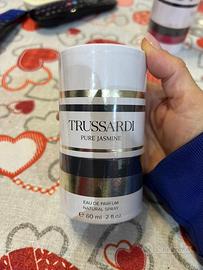 TRUSSARDI
PURE JASMINE
EAU DE PARFUM
NATURAL SPRAY
℮ 60 ml 2 fl.oz.